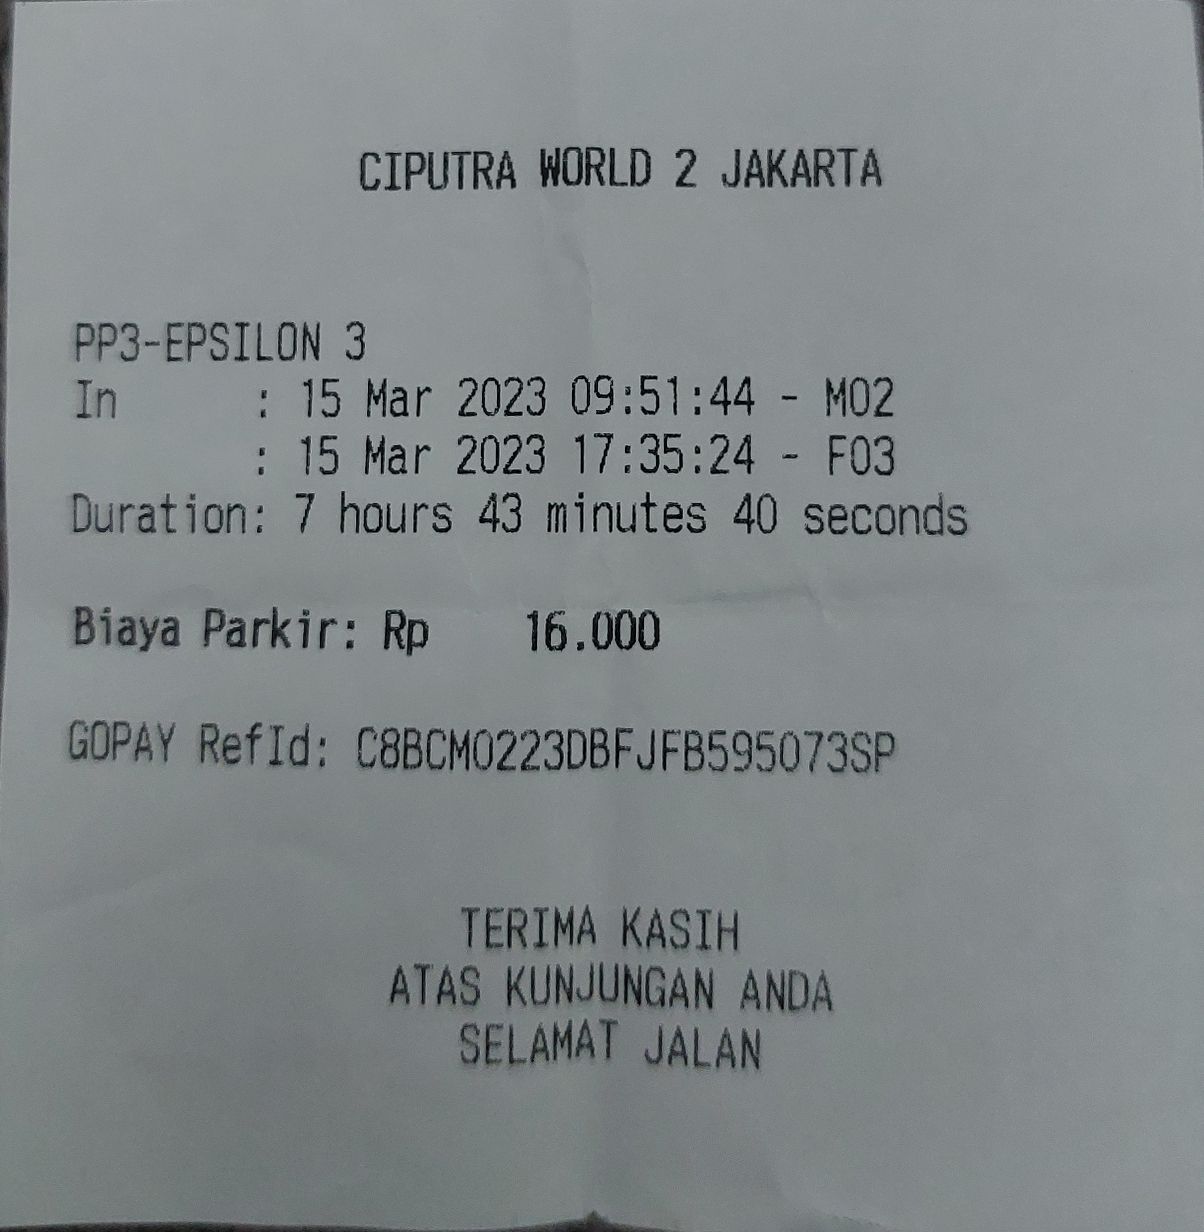 CIPUTRA WORLD 2 JAKARTA
PP3-EPSILON 3
In : 15 Mar 2023 09:51:44 - M02
: 15 Mar 2023 17:35:24 - F03
Duration: 7 hours 43 minutes 40 seconds
Biaya Parkir: Rp 16.000
GOPAY RefId: C8BCM0223DBFJFB595073SP
TERIMA KASIH
ATAS KUNJUNGAN ANDA
SELAMAT JALAN